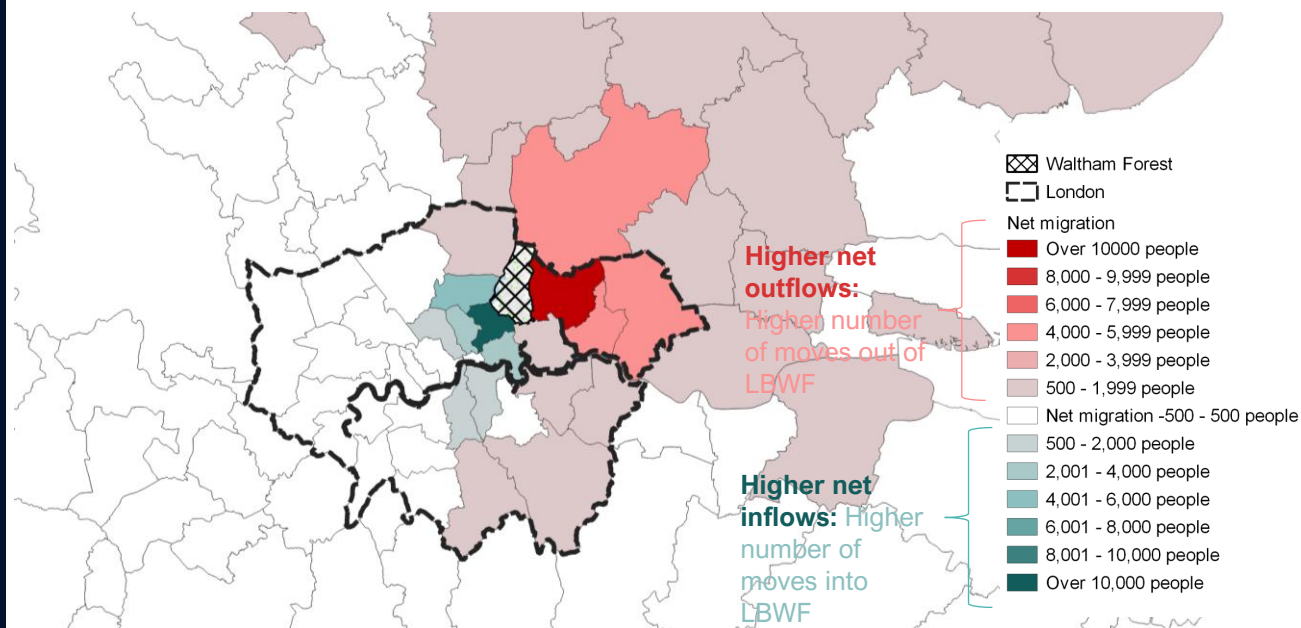 Waltham Forest
London
Net migration
Over 10000 people
8,000 - 9,999 people
6,000 - 7,999 people
4,000 - 5,999 people
2,000 - 3,999 people
500 - 1,999 people
Net migration -500 - 500 people
500 - 2,000 people
2,001 - 4,000 people
4,001 - 6,000 people
6,001 - 8,000 people
8,001 - 10,000 people
Over 10,000 people
Higher net
outflows:
Higher number
of moves out of
LBWF
Higher net
inflows: Higher
number of
moves into
LBWF